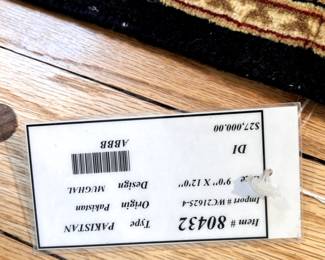 Item # 80432
Import # WC21625-4
9'0" X 12'0"
DI
$27,000.00
Type PAKISTAN
Origin Pakistan
Design MUGHAL
ABBB